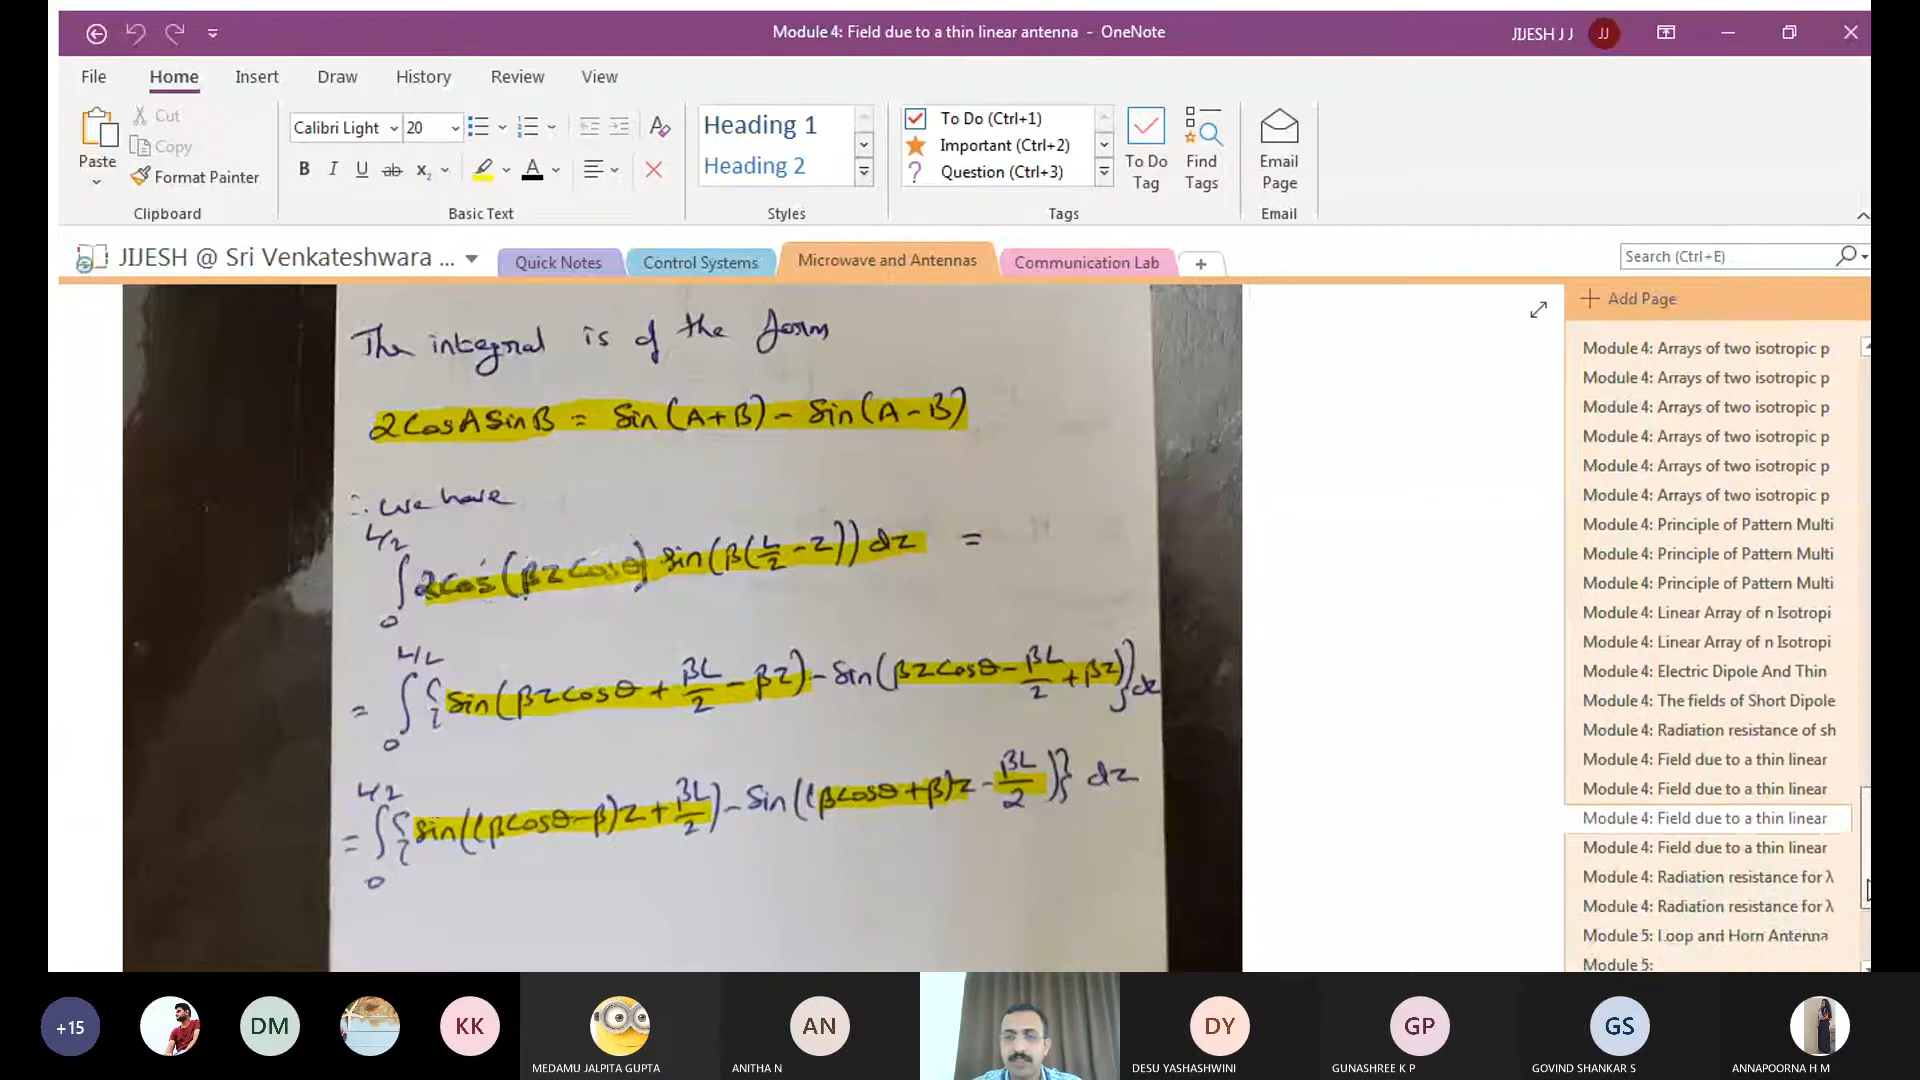 Module 4: Field due to a thin linear antenna - OneNote
JIJESH J J
JJ
File Home Insert Draw History Review View
Paste
Cut
Copy
Format Painter
Clipboard
Calibri Light 20
B I U ab x₂ A
Basic Text
Heading 1
Heading 2
Styles
To Do (Ctrl+1)
Important (Ctrl+2)
Question (Ctrl+3)
Tags
To Do Tag
Find Tags
Email Page
Email
JIJESH @ Sri Venkateshwara ...
Quick Notes
Control Systems
Microwave and Antennas
Communication Lab
+
Search (Ctrl+E)
The integral is of the form
2 Cos A Sin B = Sin (A+B) - Sin (A-B)
∴ we have
∫₀^(L/2) 2cos(βz cosθ) sin(β(L/2 - z)) dz =
= ∫₀^(L/2) { sin(βz cosθ + βL/2 - βz) - Sin(βz cosθ - βL/2 + βz) } dz
= ∫₀^(L/2) { sin((βcosθ-β)z + βL/2) - Sin((βcosθ+β)z - βL/2) } dz
Add Page
Module 4: Arrays of two isotropic p
Module 4: Arrays of two isotropic p
Module 4: Arrays of two isotropic p
Module 4: Arrays of two isotropic p
Module 4: Arrays of two isotropic p
Module 4: Arrays of two isotropic p
Module 4: Principle of Pattern Multi
Module 4: Principle of Pattern Multi
Module 4: Principle of Pattern Multi
Module 4: Linear Array of n Isotropi
Module 4: Linear Array of n Isotropi
Module 4: Electric Dipole And Thin
Module 4: The fields of Short Dipole
Module 4: Radiation resistance of sh
Module 4: Field due to a thin linear
Module 4: Field due to a thin linear
Module 4: Field due to a thin linear
Module 4: Field due to a thin linear
Module 4: Radiation resistance for λ
Module 4: Radiation resistance for λ
Module 5: Loop and Horn Antenna
Module 5:
+15
DM
KK
MEDAMU JALPITA GUPTA
AN
ANITHA N
DY
DESU YASHASHWINI
GP
GUNASHREE K P
GS
GOVIND SHANKAR S
ANNAPOORNA H M